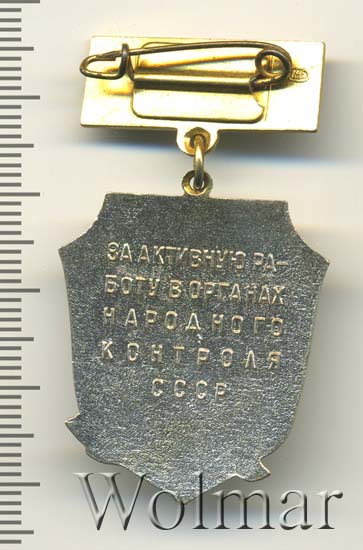 ЗА АКТИВНУЮ РА-
БОТУ В ОРГАНАХ
НАРОДНОГО
КОНТРОЛЯ
СССР
Wolmar